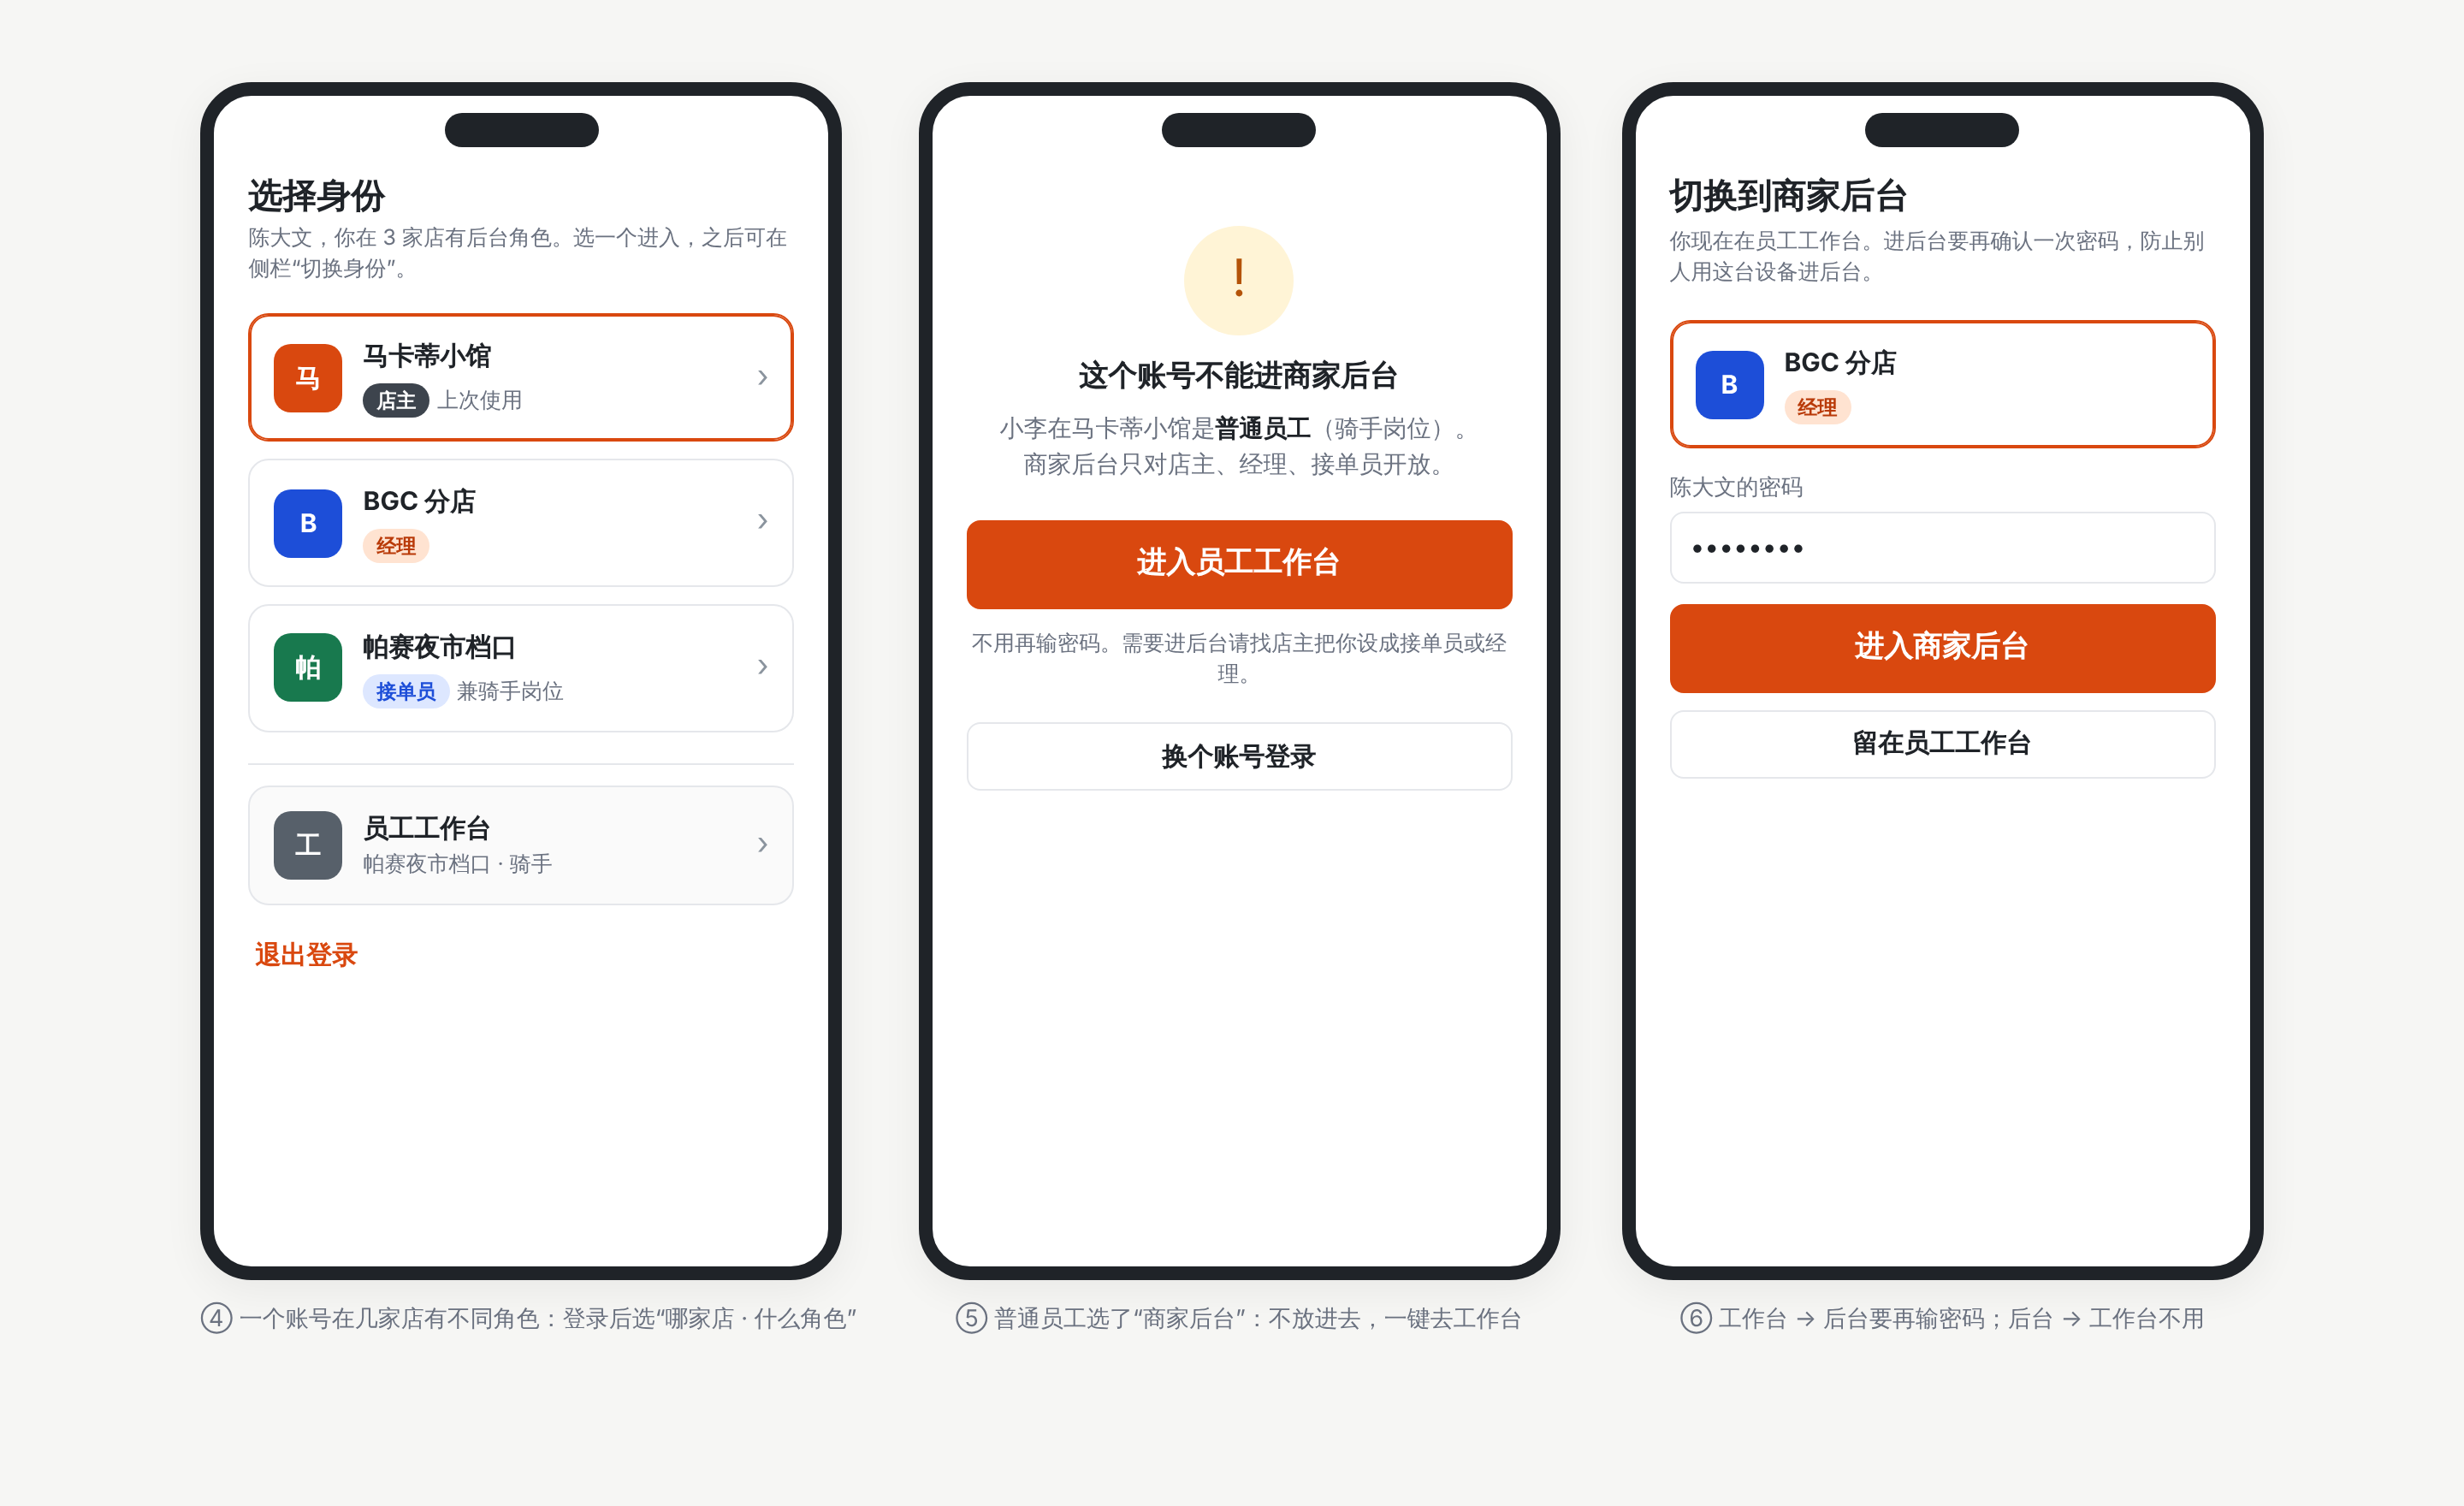 选择身份
陈大文，你在 3 家店有后台角色。选一个进入，之后可在
侧栏"切换身份"。
马
马卡蒂小馆
店主 上次使用
›
B
BGC 分店
经理
›
帕
帕赛夜市档口
接单员 兼骑手岗位
›
工
员工工作台
帕赛夜市档口 · 骑手
›
退出登录
④ 一个账号在几家店有不同角色：登录后选"哪家店 · 什么角色"
!
这个账号不能进商家后台
小李在马卡蒂小馆是普通员工（骑手岗位）。
商家后台只对店主、经理、接单员开放。
进入员工工作台
不用再输密码。需要进后台请找店主把你设成接单员或经
理。
换个账号登录
⑤ 普通员工选了"商家后台"：不放进去，一键去工作台
切换到商家后台
你现在在员工工作台。进后台要再确认一次密码，防止别
人用这台设备进后台。
B
BGC 分店
经理
陈大文的密码
••••••••
进入商家后台
留在员工工作台
⑥ 工作台 → 后台要再输密码；后台 → 工作台不用